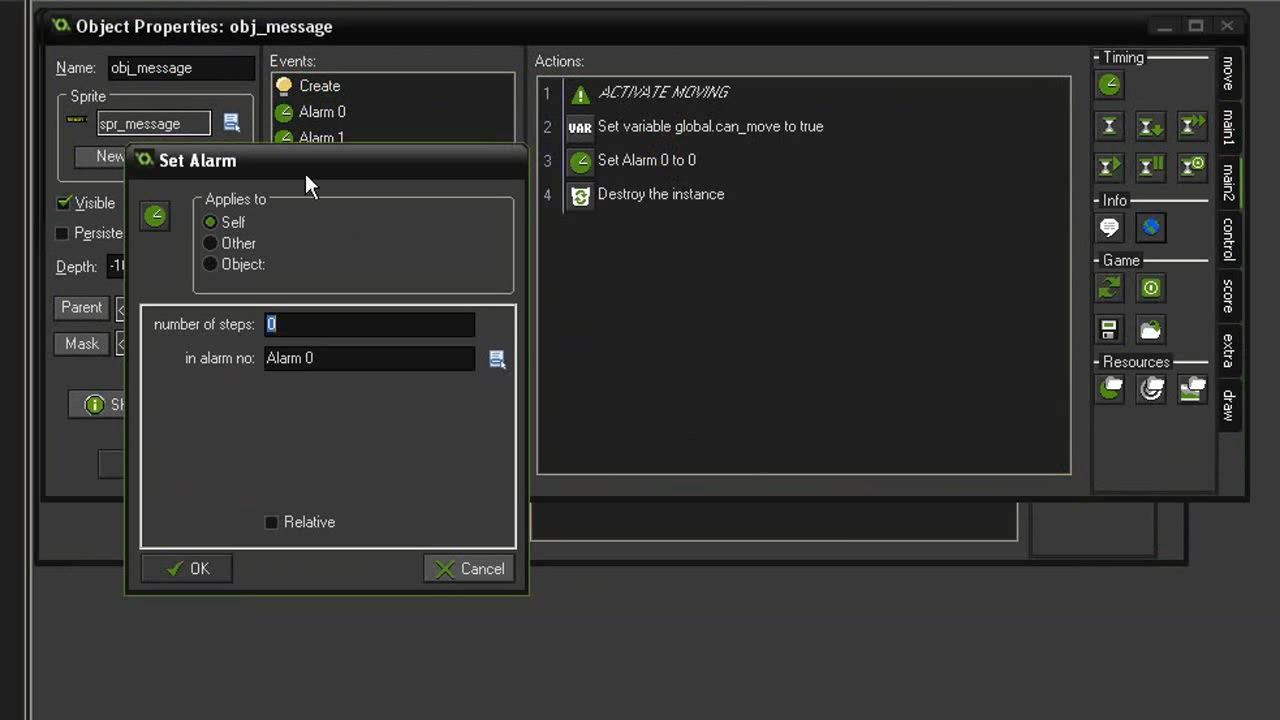 Object Properties: obj_message
Name: obj_message
Sprite
spr_message
New
Visible
Persiste
Depth:
Parent
Mask
Events:
Create
Alarm 0
Alarm 1
Set Alarm
Applies to
Self
Other
Object:
number of steps: 0
in alarm no: Alarm 0
Relative
OK
Cancel
Actions:
1 ACTIVATE MOVING
2 VAR Set variable global.can_move to true
3 Set Alarm 0 to 0
4 Destroy the instance
Timing
Info
Game
Resources
move
main1
main2
control
score
extra
draw